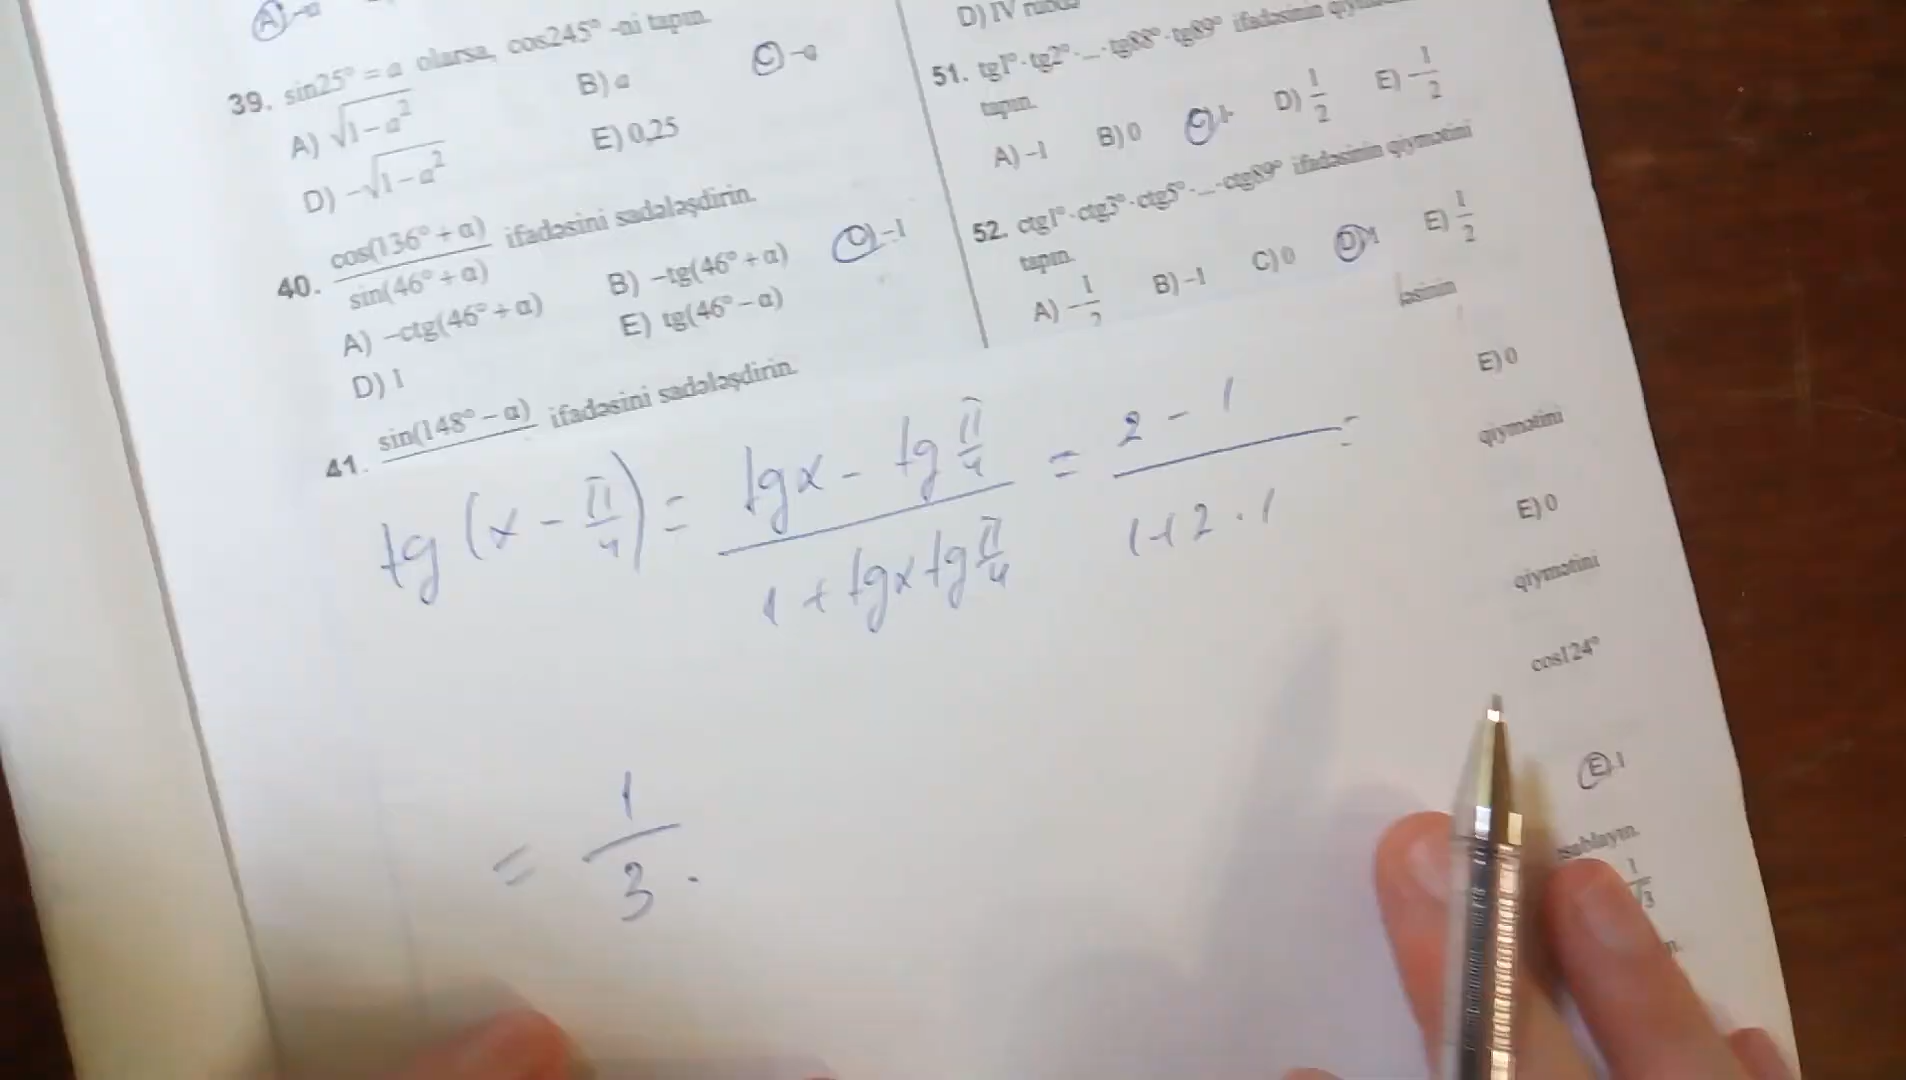 A) –a
39. sin25° = a olarsa, cos245° -ni tapın.
A) √1 – a² B) a C) –a
D) –√1 – a² E) 0,25
40. cos(136° + α) / sin(46° + α) ifadəsini sadələşdirin.
A) –ctg(46° + α) B) –tg(46° + α) C) –1
D) 1 E) tg(46° – α)
41. sin(148° – α) ifadəsini sadələşdirin.
D) IV
51. tg1° · tg2° · ... · tg88° · tg89° ifadəsinin
tapın.
A) –1 B) 0 C) 1 D) 1/2 E) –1/2
52. ctg1° · ctg3° · ctg5° · ... · ctg89° ifadəsinin qiymətini
tapın.
A) –1/2 B) –1 C) 0 D) 1 E) 1/2
E) 0
qiymətini
E) 0
qiymətini
cos124°
E) 1
1/√3
tg(x – π/4) = (tgx – tg π/4) / (1 + tgx tg π/4) = (2 – 1) / (1 + 2 · 1) =
= 1/3.